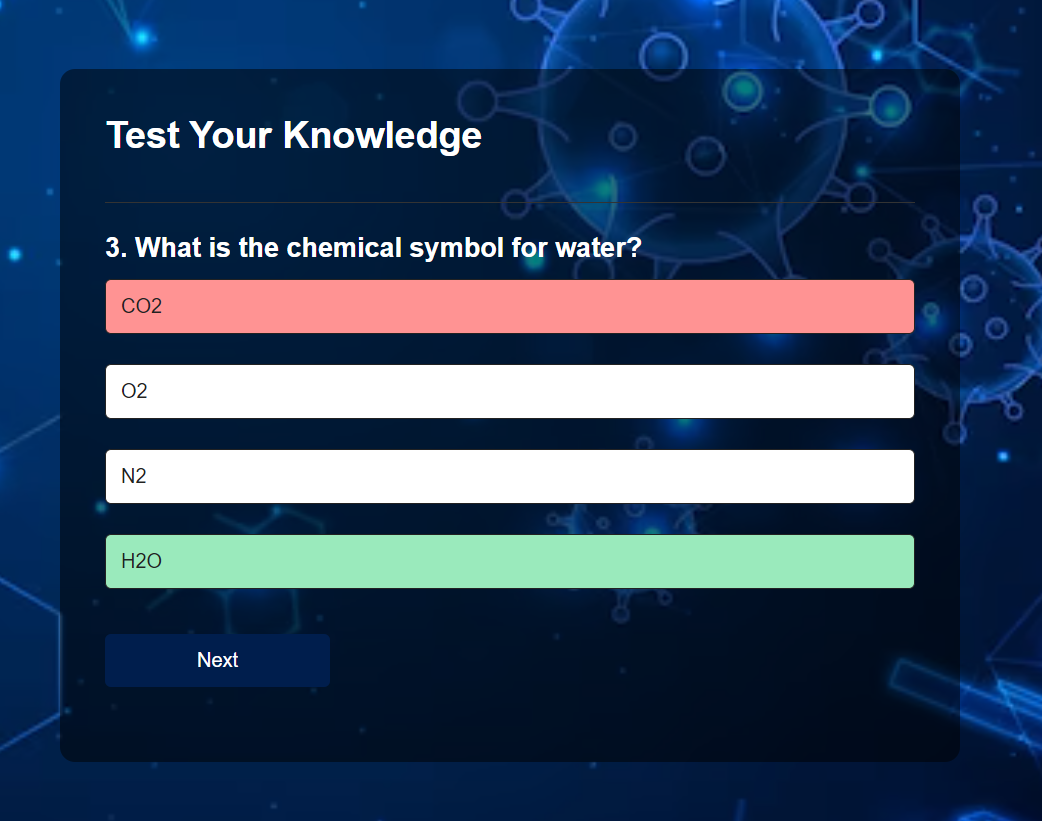 Test Your Knowledge
3. What is the chemical symbol for water?
CO2
O2
N2
H2O
Next